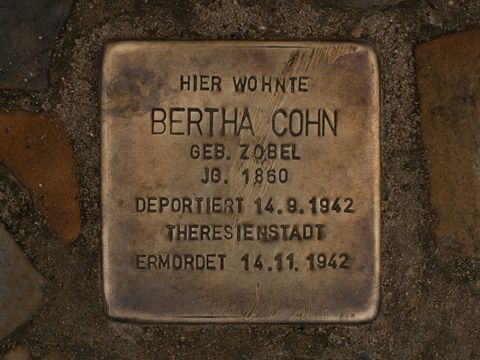 HIER WOHNTE
BERTHA COHN
GEB. ZOBEL
JG. 1860
DEPORTIERT 14.9.1942
THERESIENSTADT
ERMORDET 14.11.1942